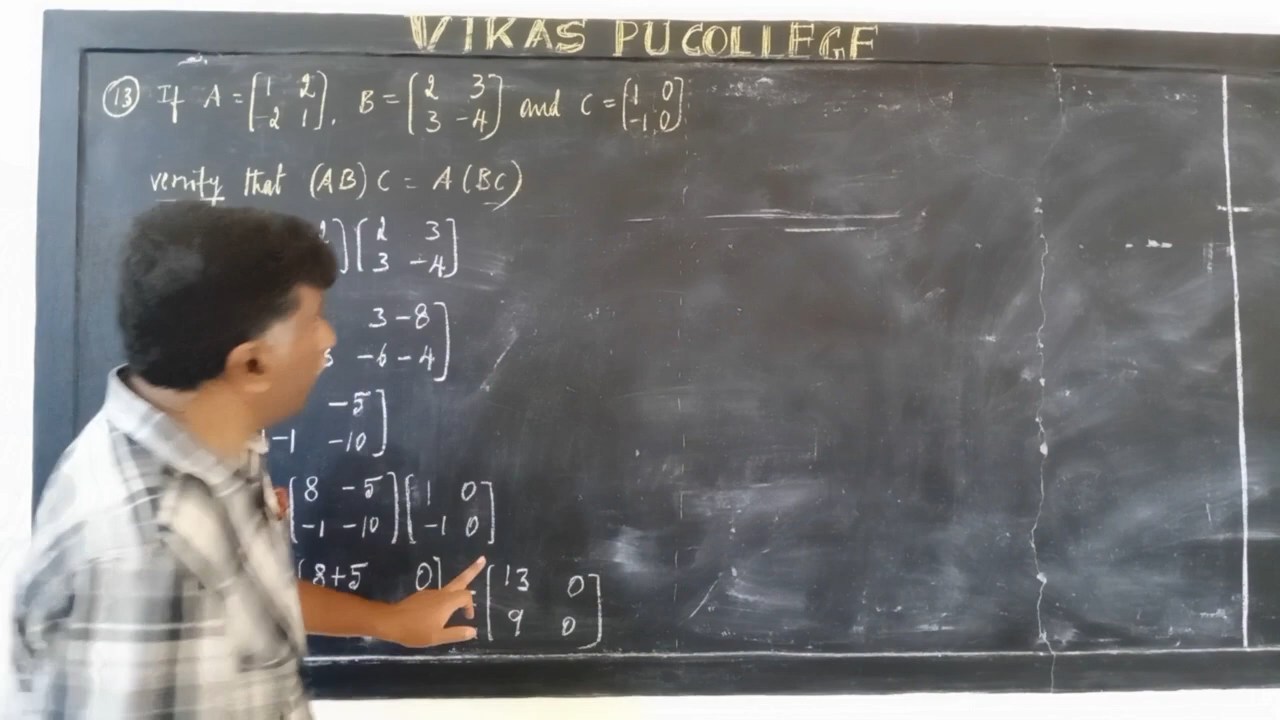 VIKAS PU COLLEGE
(13) If A = [1 2 -2 1], B = [2 3 3 -4] and C = [1 0 -1 0]
verify that (AB)C = A(BC)
2] [2 3 3 -4]
3-8
-6-4]
-5
-1 -10]
[8 -5 -1 -10] [1 0 -1 0]
[8+5 0] = [13 0 9 0]